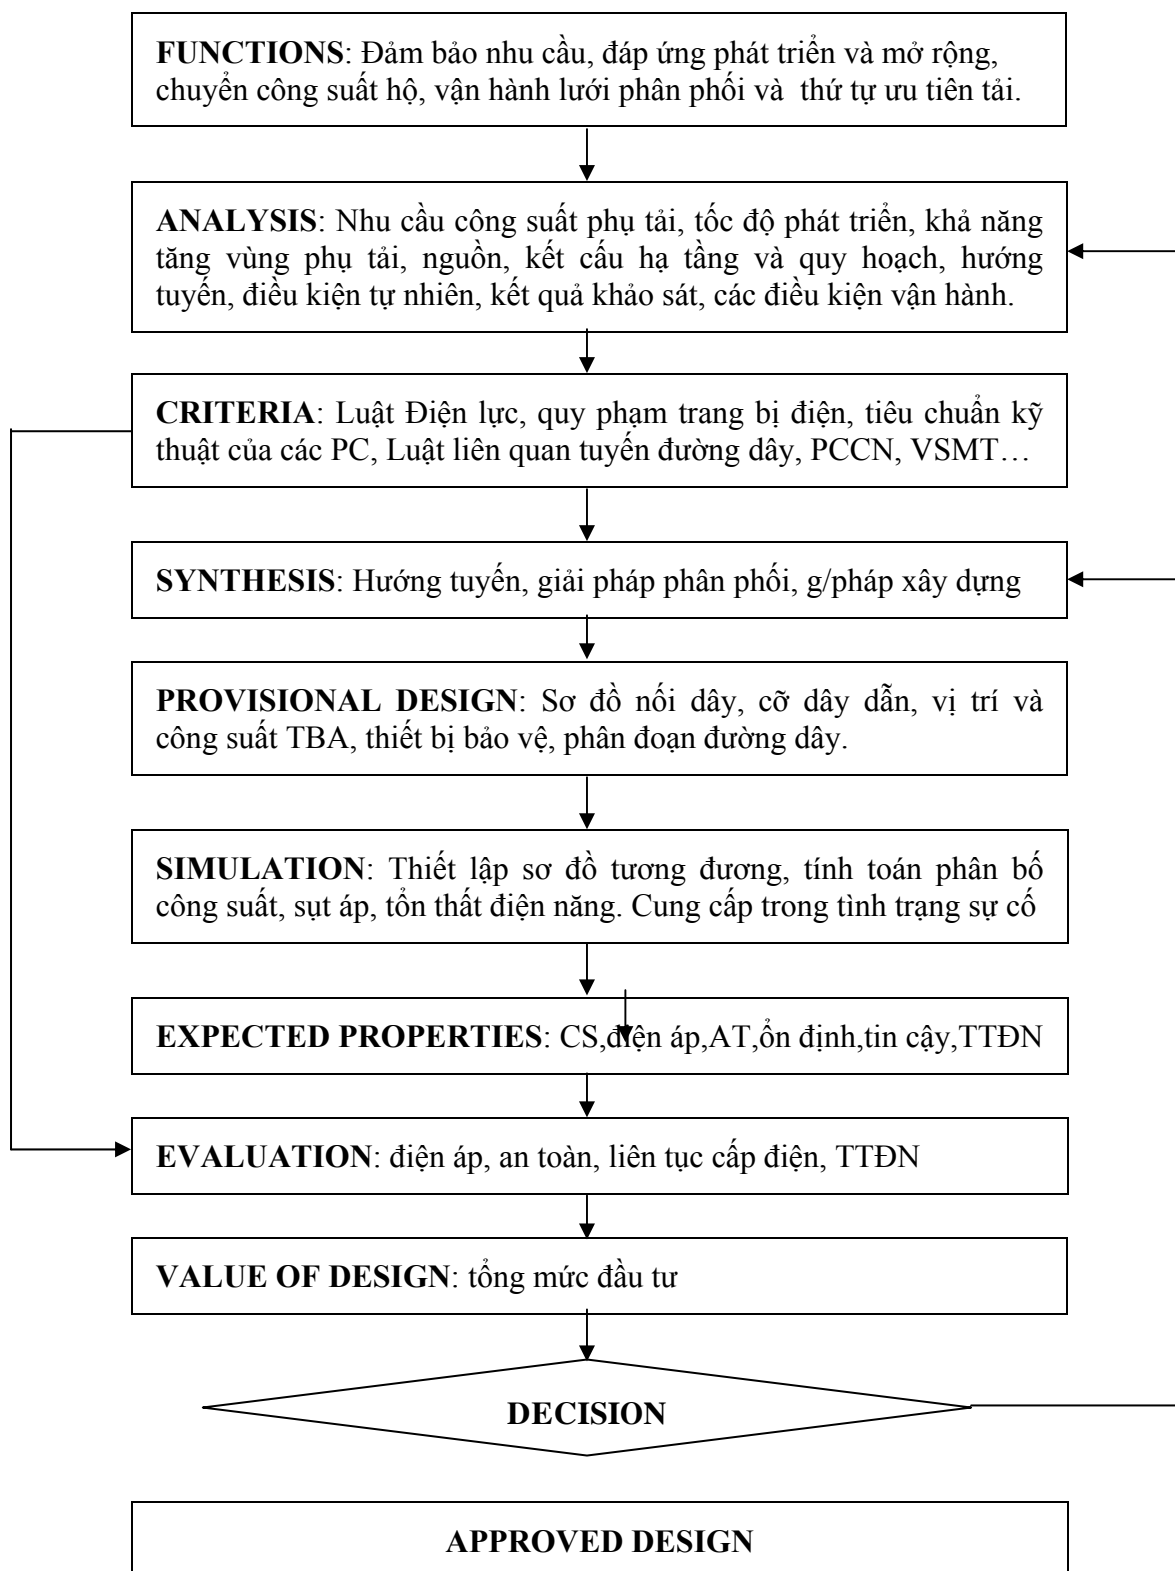 FUNCTIONS: Đảm bảo nhu cầu, đáp ứng phát triển và mở rộng,
chuyển công suất hộ, vận hành lưới phân phối và thứ tự ưu tiên tải.
ANALYSIS: Nhu cầu công suất phụ tải, tốc độ phát triển, khả năng
tăng vùng phụ tải, nguồn, kết cấu hạ tầng và quy hoạch, hướng
tuyến, điều kiện tự nhiên, kết quả khảo sát, các điều kiện vận hành.
CRITERIA: Luật Điện lực, quy phạm trang bị điện, tiêu chuẩn kỹ
thuật của các PC, Luật liên quan tuyến đường dây, PCCN, VSMT…
SYNTHESIS: Hướng tuyến, giải pháp phân phối, g/pháp xây dựng
PROVISIONAL DESIGN: Sơ đồ nối dây, cỡ dây dẫn, vị trí và
công suất TBA, thiết bị bảo vệ, phân đoạn đường dây.
SIMULATION: Thiết lập sơ đồ tương đương, tính toán phân bố
công suất, sụt áp, tổn thất điện năng. Cung cấp trong tình trạng sự cố
EXPECTED PROPERTIES: CS,điện áp,AT,ổn định,tin cậy,TTĐN
EVALUATION: điện áp, an toàn, liên tục cấp điện, TTĐN
VALUE OF DESIGN: tổng mức đầu tư
DECISION
APPROVED DESIGN